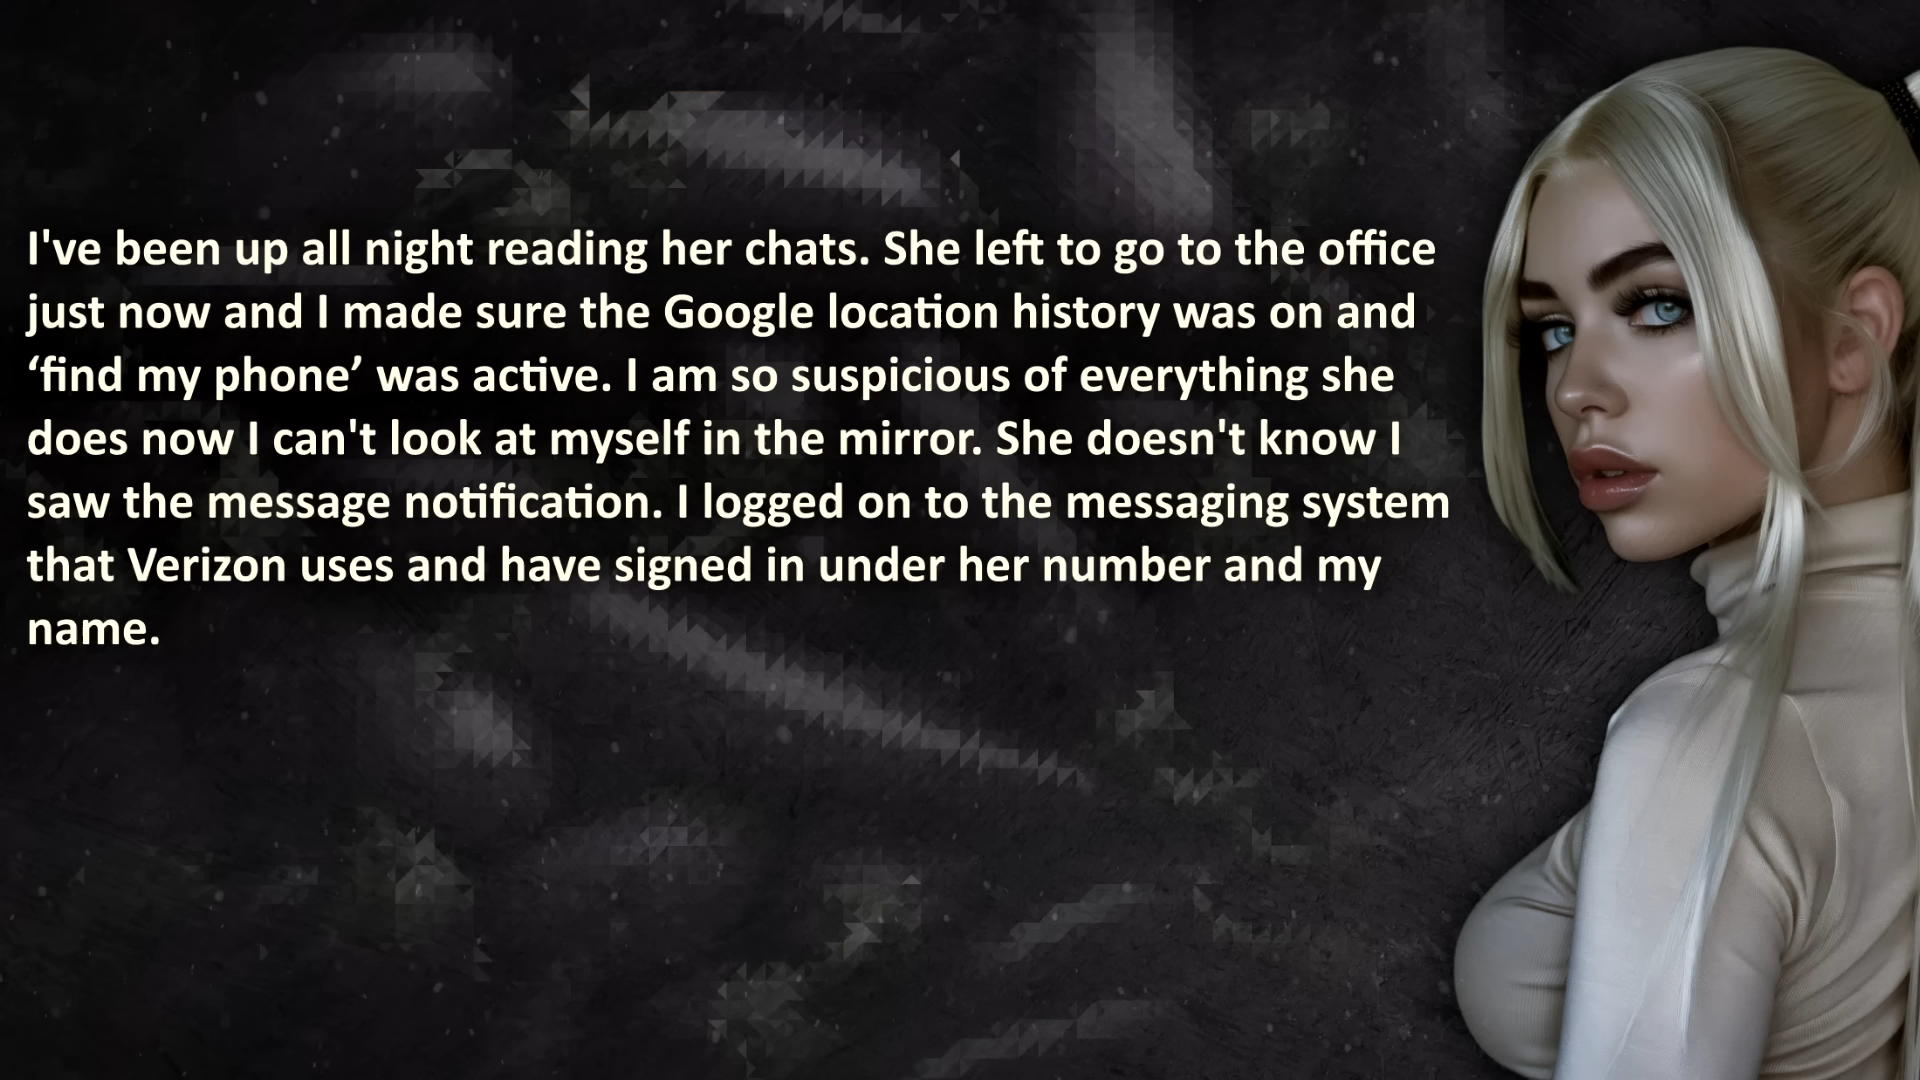 I've been up all night reading her chats. She left to go to the office
just now and I made sure the Google location history was on and
‘find my phone’ was active. I am so suspicious of everything she
does now I can't look at myself in the mirror. She doesn't know I
saw the message notification. I logged on to the messaging system
that Verizon uses and have signed in under her number and my
name.